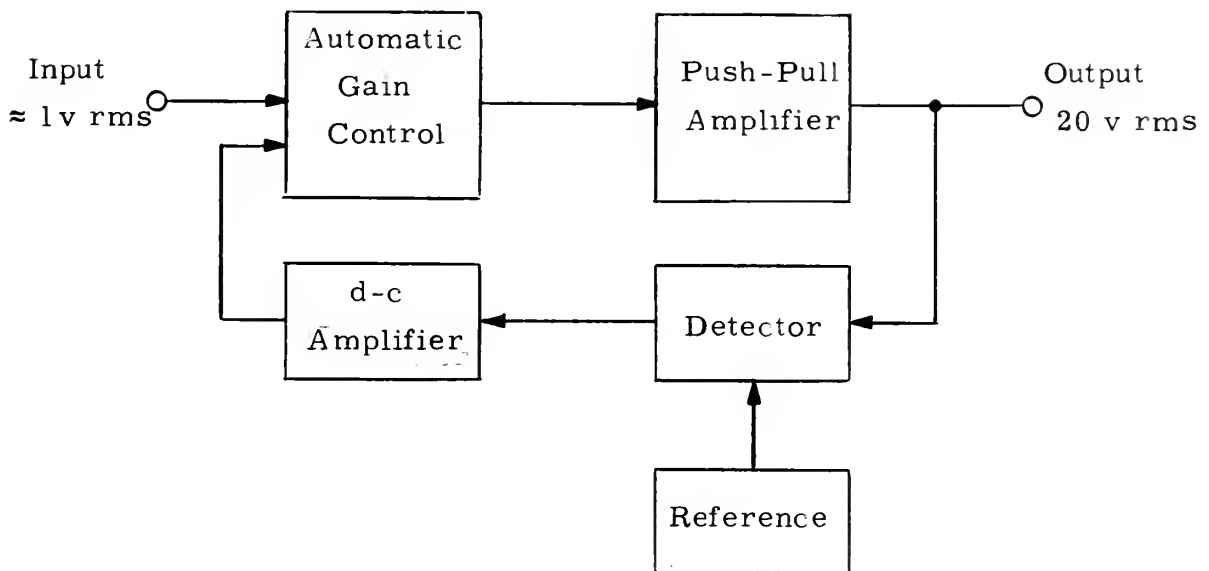 Input
≈ 1v rms
Automatic
Gain
Control
Push-Pull
Amplifier
Output
20 v rms
d-c
Amplifier
Detector
Reference